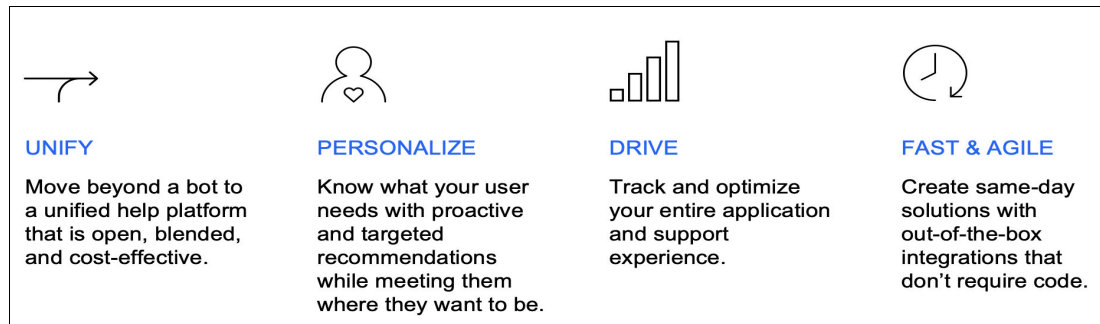 UNIFY
Move beyond a bot to
a unified help platform
that is open, blended,
and cost-effective.
PERSONALIZE
Know what your user
needs with proactive
and targeted
recommendations
while meeting them
where they want to be.
DRIVE
Track and optimize
your entire application
and support
experience.
FAST & AGILE
Create same-day
solutions with
out-of-the-box
integrations that
don’t require code.